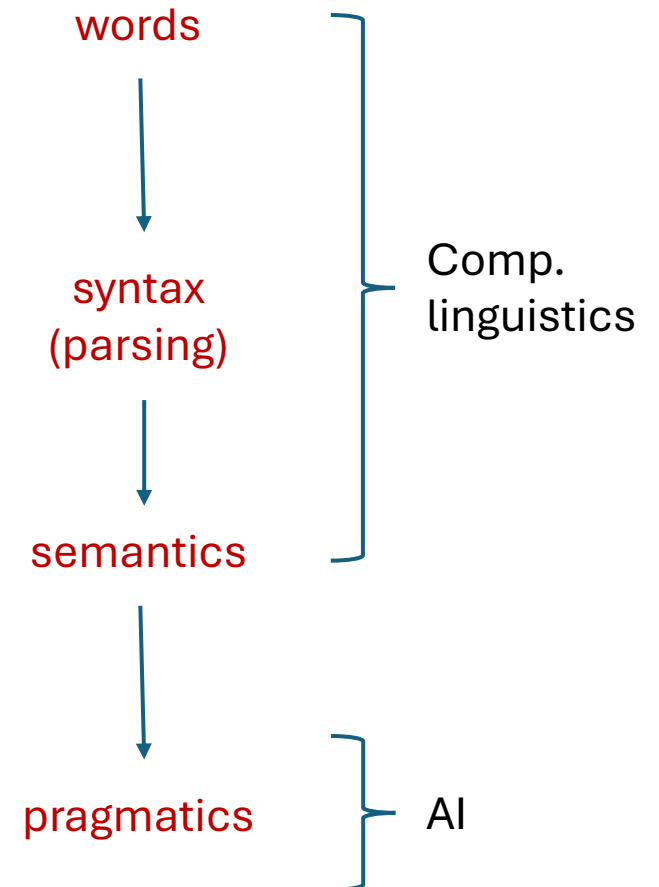 words
syntax
(parsing)
Comp.
linguistics
semantics
pragmatics
AI